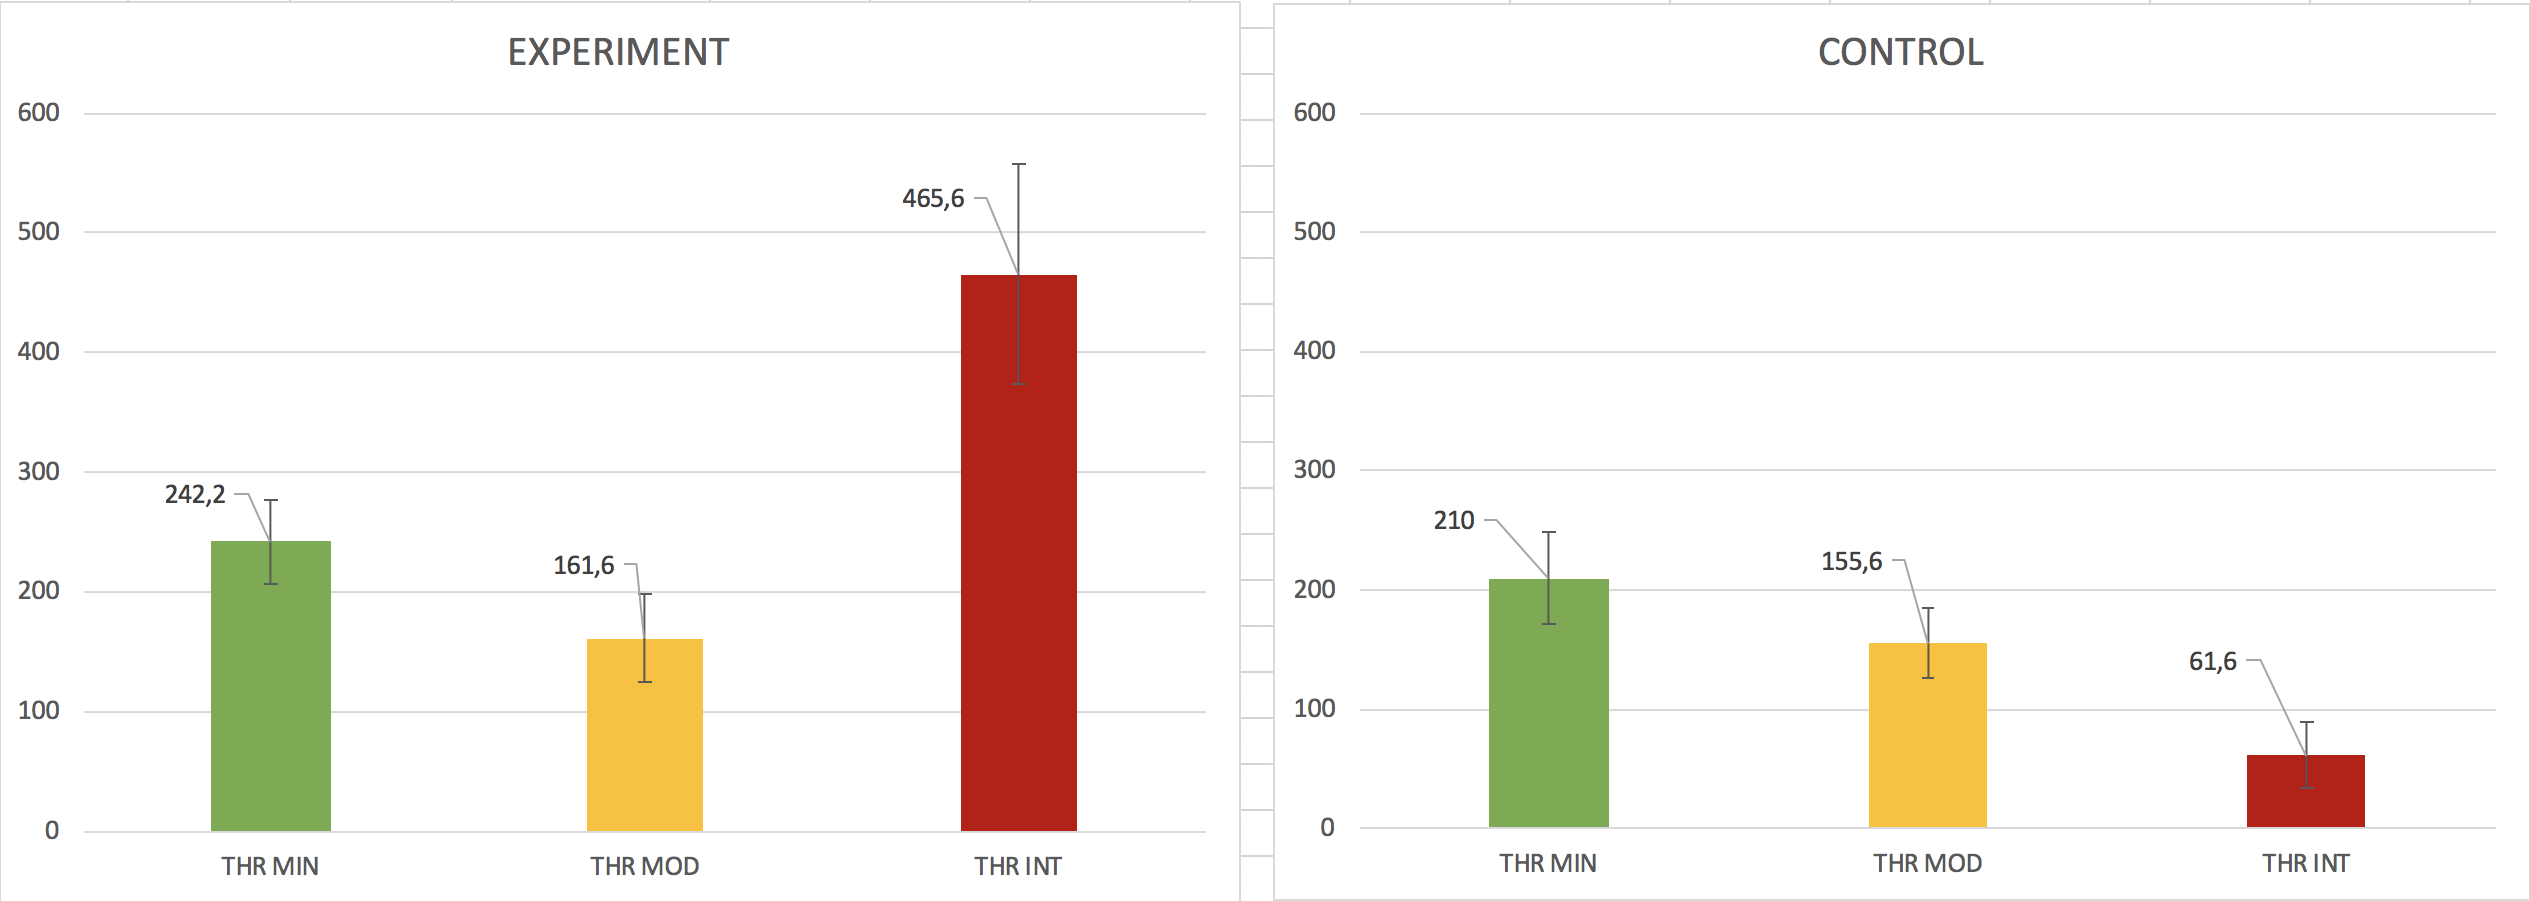 EXPERIMENT
600
500
400
300
200
100
0
242,2
161,6
465,6
THR MIN
THR MOD
THR INT
CONTROL
600
500
400
300
200
100
0
210
155,6
61,6
THR MIN
THR MOD
THR INT